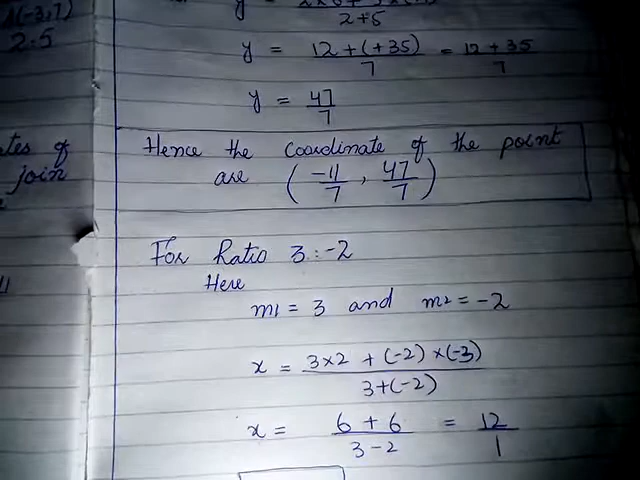 A(-3,7)
2:5
y =
2+5
y = 12+(+35)/7 = 12+35/7
y = 47/7
Hence the coordinate of the point
are (-11/7, 47/7)
tes of
join
For Ratio 3:-2
Here
m1 = 3 and m2 = -2
x = 3×2 + (-2)×(-3)/3+(-2)
x = 6+6/3-2 = 12/1